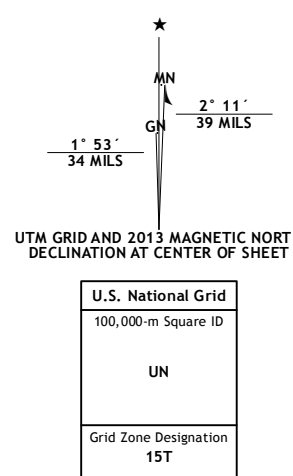 ★
MN
GN
2° 11´
39 MILS
1° 53´
34 MILS
UTM GRID AND 2013 MAGNETIC NORT
DECLINATION AT CENTER OF SHEET
U.S. National Grid
100,000-m Square ID
UN
Grid Zone Designation
15T